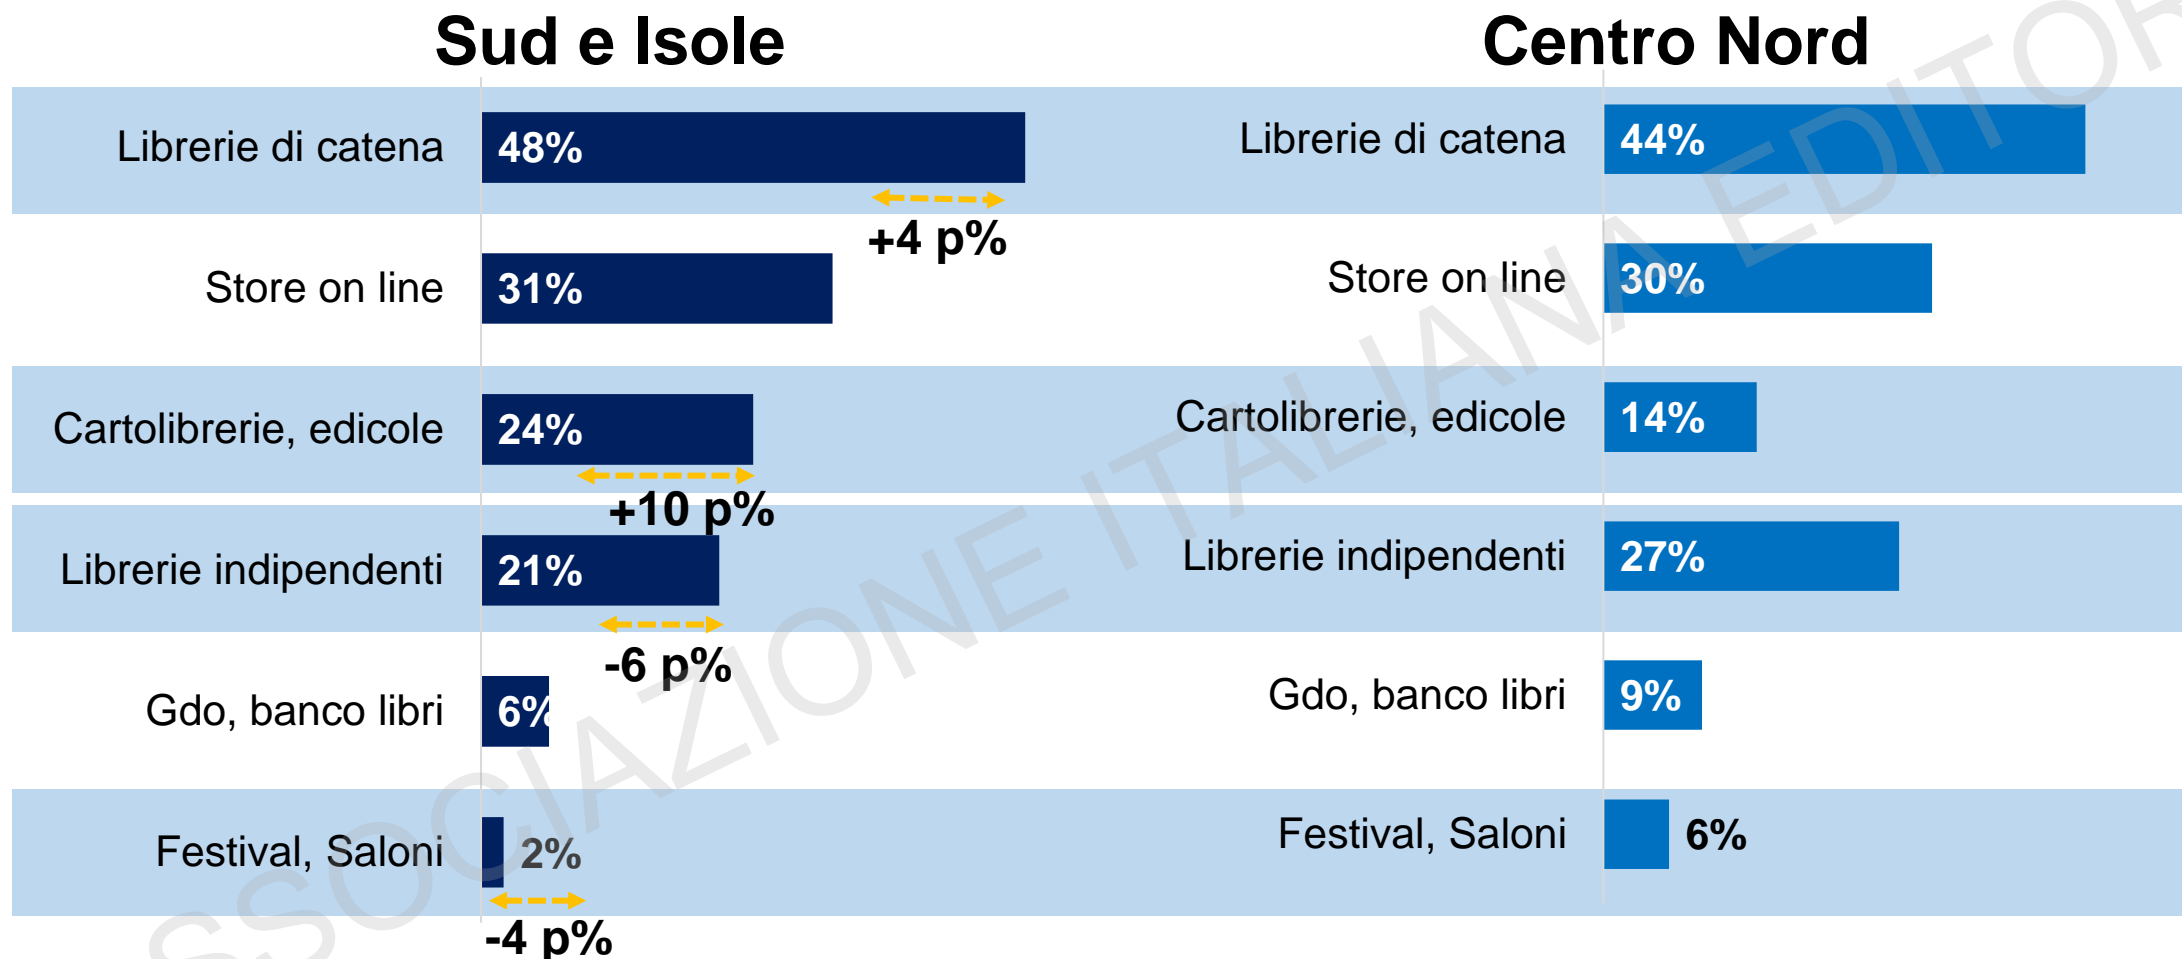 Sud e Isole
Librerie di catena 48%
+4 p%
Store on line 31%
Cartolibrerie, edicole 24%
+10 p%
Librerie indipendenti 21%
-6 p%
Gdo, banco libri 6%
Festival, Saloni 2%
-4 p%
Centro Nord
Librerie di catena 44%
Store on line 30%
Cartolibrerie, edicole 14%
Librerie indipendenti 27%
Gdo, banco libri 9%
Festival, Saloni 6%
SSOCIAZIONE ITALIANA EDITOR